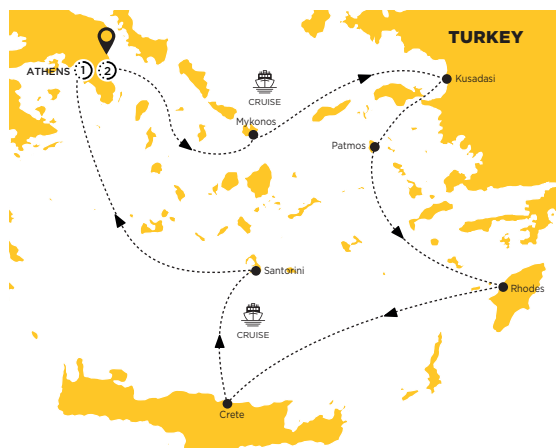 TURKEY
ATHENS 1 2
Kusadasi
CRUISE
Mykonos
Patmos
Santorini
Rhodes
CRUISE
Crete